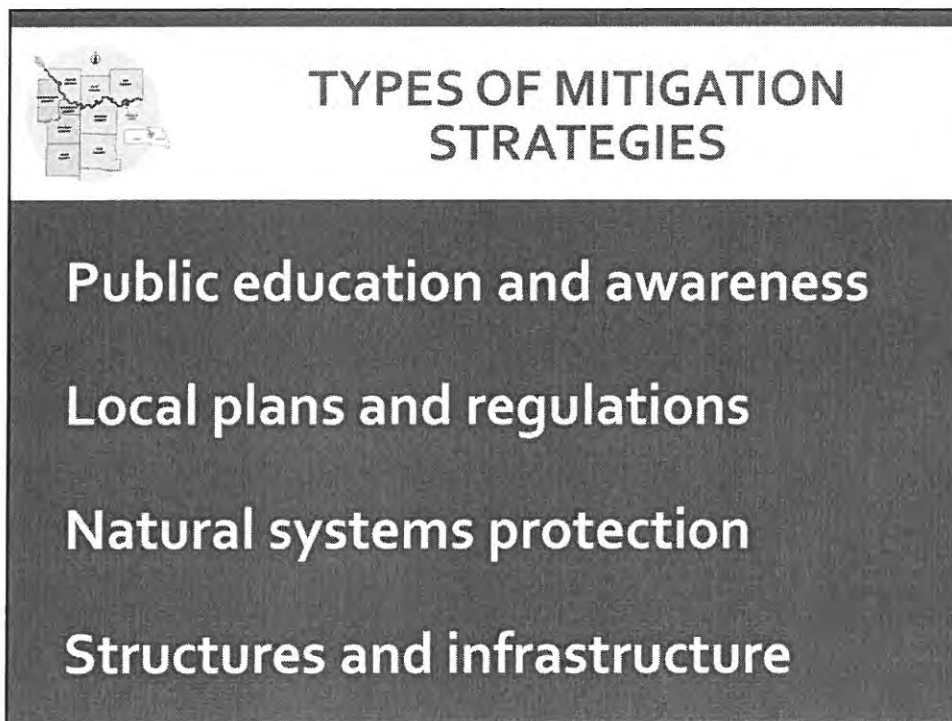 TYPES OF MITIGATION
STRATEGIES
Public education and awareness
Local plans and regulations
Natural systems protection
Structures and infrastructure